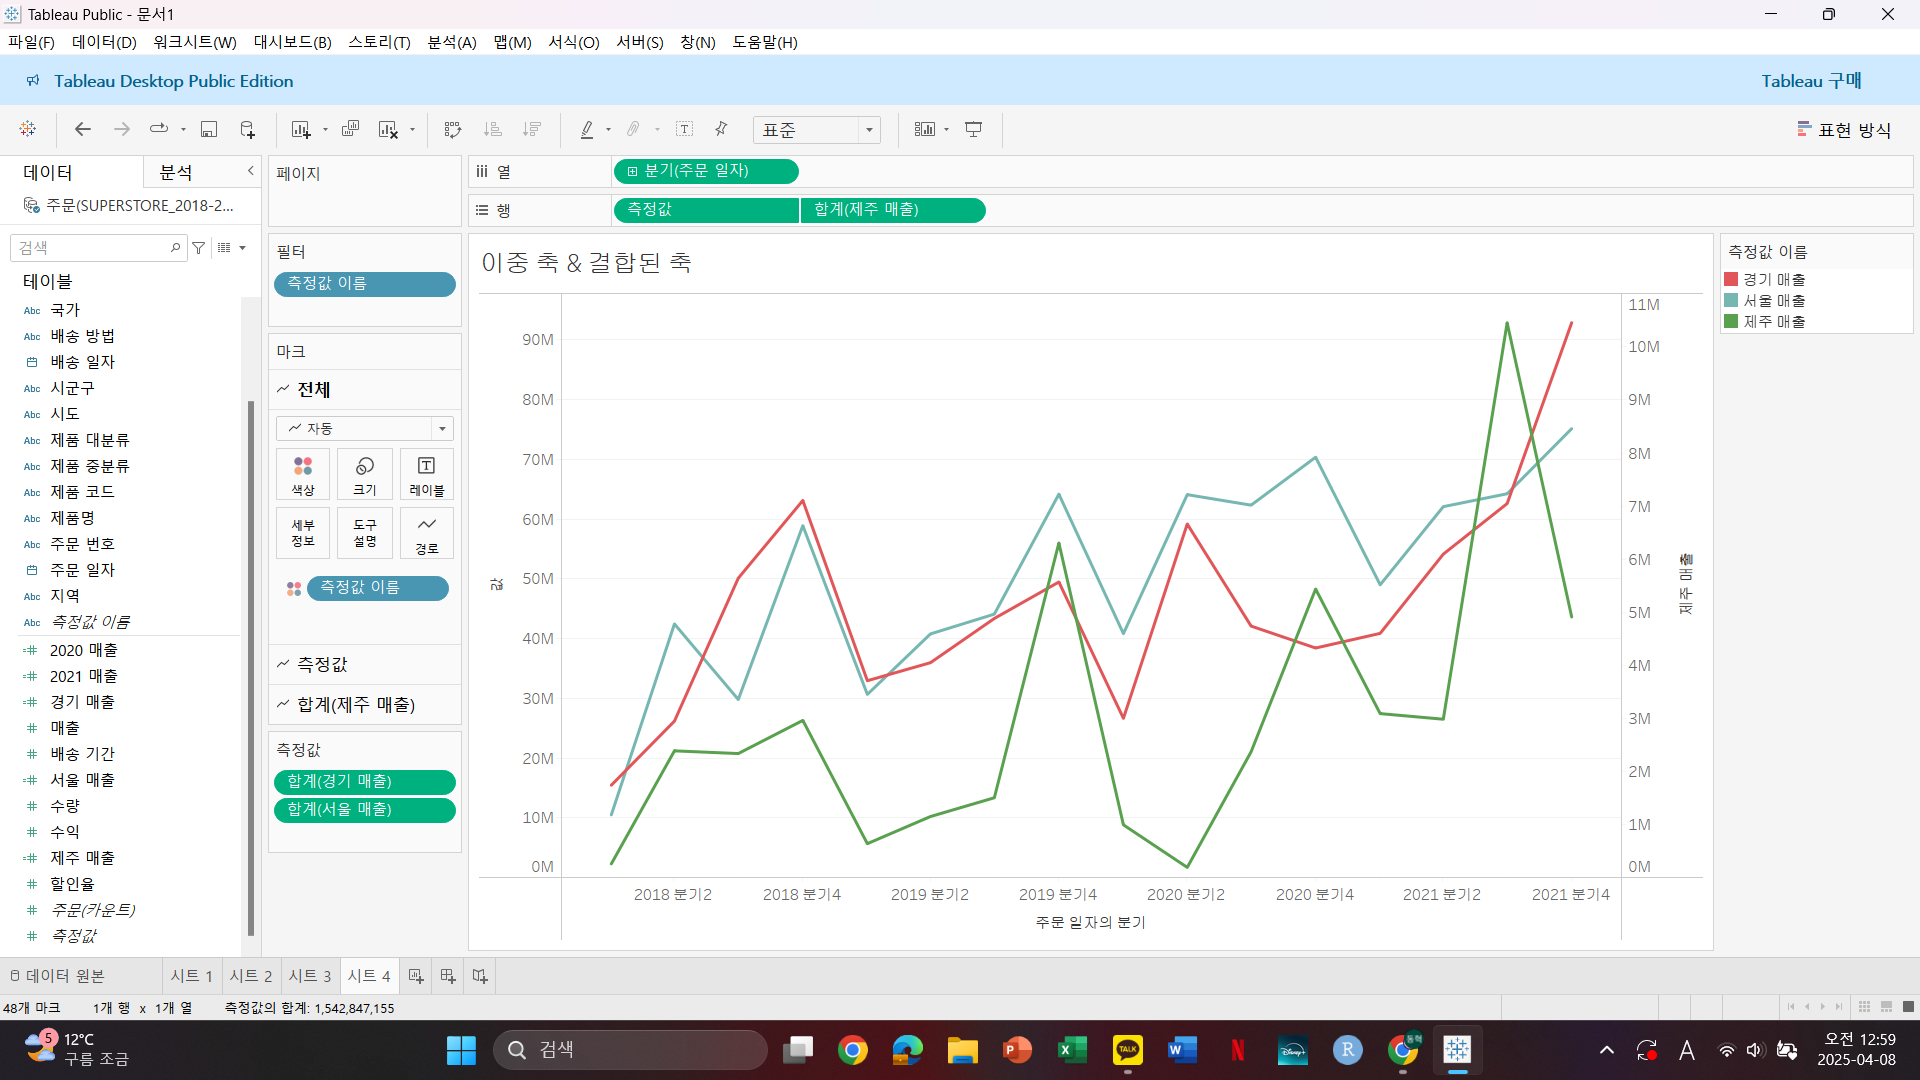 Tableau Public - 문서1
파일(F) 데이터(D) 워크시트(W) 대시보드(B) 스토리(T) 분석(A) 맵(M) 서식(O) 서버(S) 창(N) 도움말(H)
Tableau Desktop Public Edition
Tableau 구매
표준
표현 방식
데이터
분석
주문(SUPERSTORE_2018-2...
검색
테이블
Abc 국가
Abc 배송 방법
배송 일자
Abc 시군구
Abc 시도
Abc 제품 대분류
Abc 제품 중분류
Abc 제품 코드
Abc 제품명
Abc 주문 번호
주문 일자
Abc 지역
Abc 측정값 이름
2020 매출
2021 매출
경기 매출
매출
배송 기간
서울 매출
수량
수익
제주 매출
할인율
주문(카운트)
측정값
페이지
필터
측정값 이름
마크
전체
자동
색상
크기
레이블
세부 정보
도구 설명
경로
측정값 이름
측정값
합계(제주 매출)
측정값
합계(경기 매출)
합계(서울 매출)
열
분기(주문 일자)
행
측정값
합계(제주 매출)
이중 축 & 결합된 축
90M
80M
70M
60M
50M
40M
30M
20M
10M
0M
값
11M
10M
9M
8M
7M
6M
5M
4M
3M
2M
1M
0M
제주 매출
2018 분기2
2018 분기4
2019 분기2
2019 분기4
2020 분기2
2020 분기4
2021 분기2
2021 분기4
주문 일자의 분기
측정값 이름
경기 매출
서울 매출
제주 매출
데이터 원본
시트 1
시트 2
시트 3
시트 4
48개 마크
1개 행 x 1개 열
측정값의 합계: 1,542,847,155
5
12°C
구름 조금
검색
TALK
Disney+
동혁
A
오전 12:59
2025-04-08